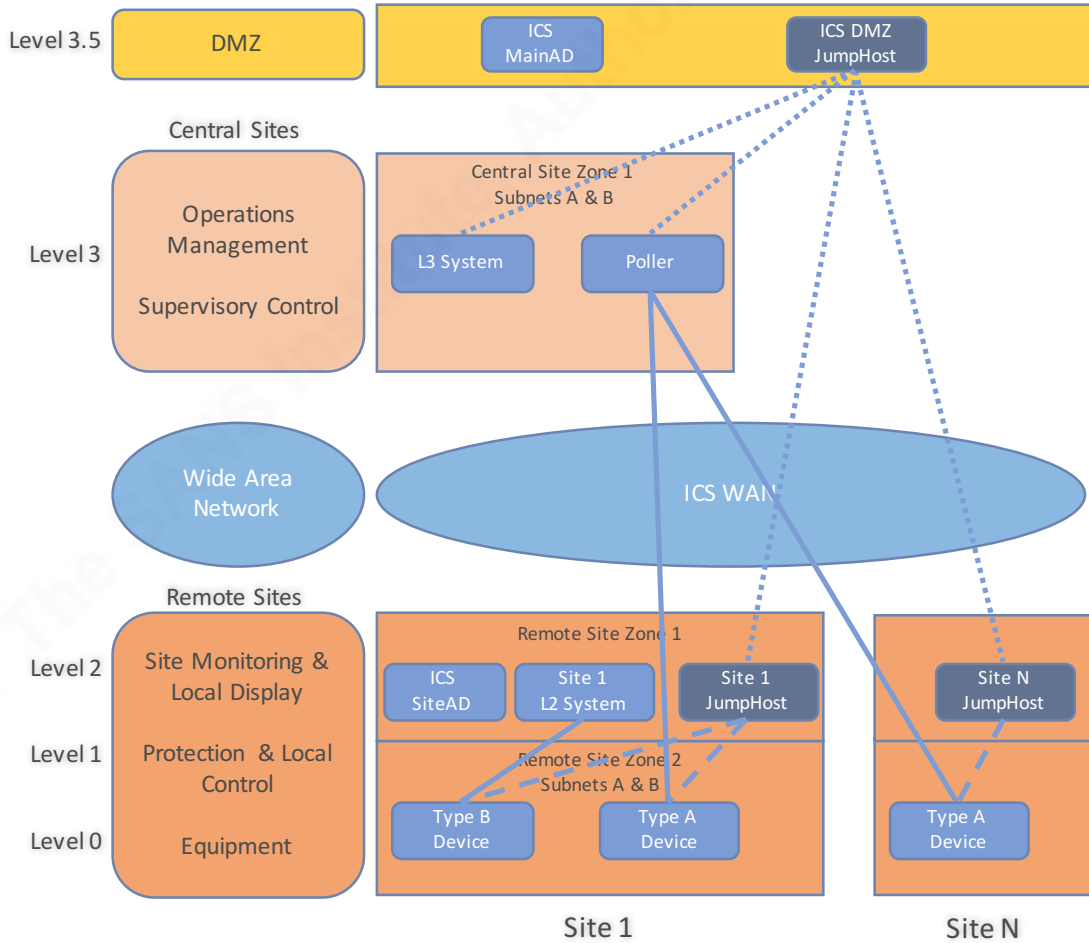 Level 3.5
DMZ
ICS
MainAD
ICS DMZ
JumpHost
Central Sites
Level 3
Operations
Management
Supervisory Control
Central Site Zone 1
Subnets A & B
L3 System
Poller
Wide Area
Network
ICS WAN
Remote Sites
Level 2
Site Monitoring &
Local Display
Remote Site Zone 1
ICS
SiteAD
Site 1
L2 System
Site 1
JumpHost
Site N
JumpHost
Level 1
Protection & Local
Control
Remote Site Zone 2
Subnets A & B
Level 0
Equipment
Type B
Device
Type A
Device
Type A
Device
Site 1
Site N
The SANS Institute